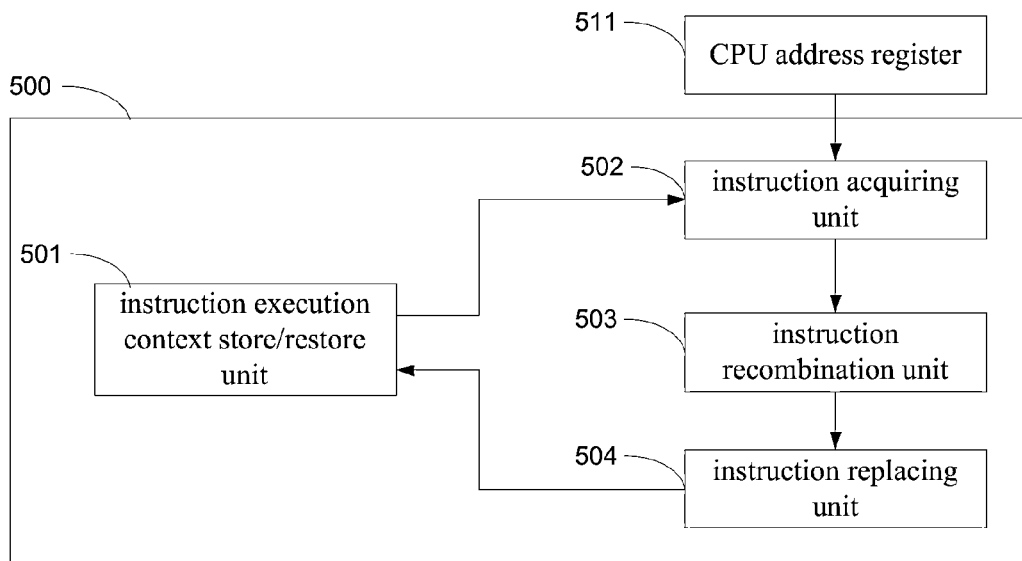 511
CPU address register
500
502
instruction acquiring
unit
501
instruction execution
context store/restore
unit
503
instruction
recombination unit
504
instruction replacing
unit